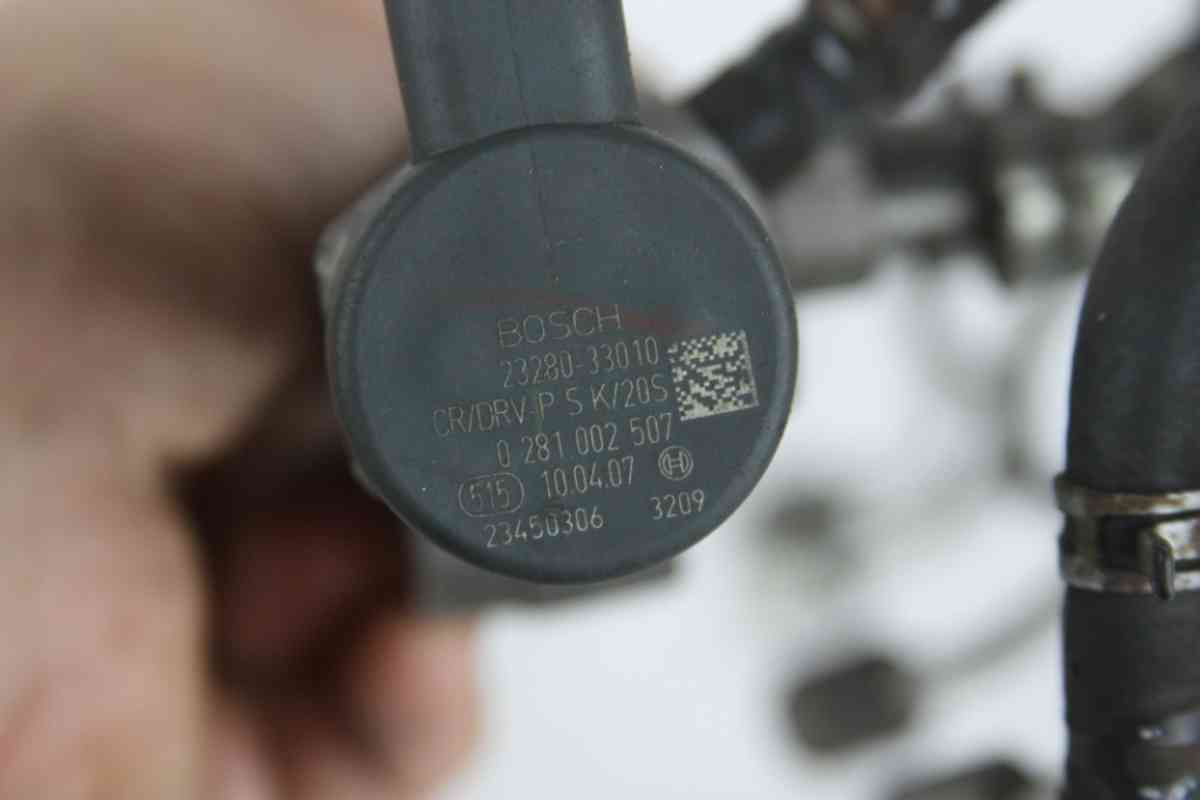 BOSCH
23280-33010
CR/DRV-P S K/20S
0 281 002 507
515 10.04.07
23450306 3209